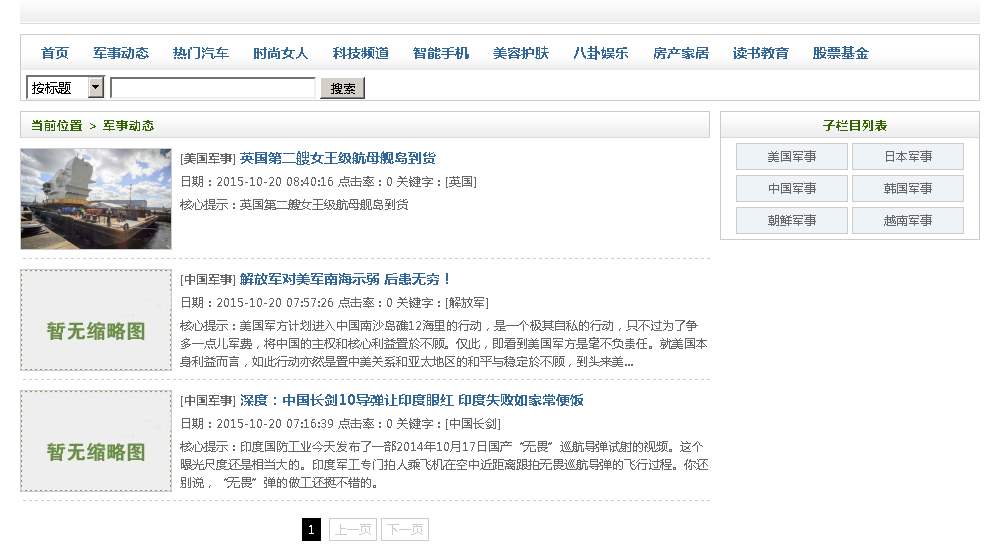 首页 军事动态 热门汽车 时尚女人 科技频道 智能手机 美容护肤 八卦娱乐 房产家居 读书教育 股票基金
按标题 搜索
当前位置 > 军事动态
[美国军事] 英国第二艘女王级航母舰岛到货
日期：2015-10-20 08:40:16 点击率：0 关键字：[英国]
核心提示：英国第二艘女王级航母舰岛到货
暂无缩略图
[中国军事] 解放军对美军南海示弱 后患无穷！
日期：2015-10-20 07:57:26 点击率：0 关键字：[解放军]
核心提示：美国军方计划进入中国南沙岛礁12海里的行动，是一个极其自私的行动，只不过为了争
多一点儿军费，将中国的主权和核心利益置於不顾。仅此，即看到美国军方是毫不负责任。就美国本
身利益而言，如此行动亦然是置中美关系和亚太地区的和平与稳定於不顾，到头来美...
暂无缩略图
[中国军事] 深度：中国长剑10导弹让印度眼红 印度失败如家常便饭
日期：2015-10-20 07:16:39 点击率：0 关键字：[中国长剑]
核心提示：印度国防工业今天发布了一部2014年10月17日国产“无畏”巡航导弹试射的视频。这个
曝光尺度还是相当大的。印度军工专门拍人乘飞机在空中近距离跟拍无畏巡航导弹的飞行过程。你还
别说，“无畏”弹的做工还挺不错的。
1 上一页 下一页
子栏目列表
美国军事 日本军事
中国军事 韩国军事
朝鲜军事 越南军事